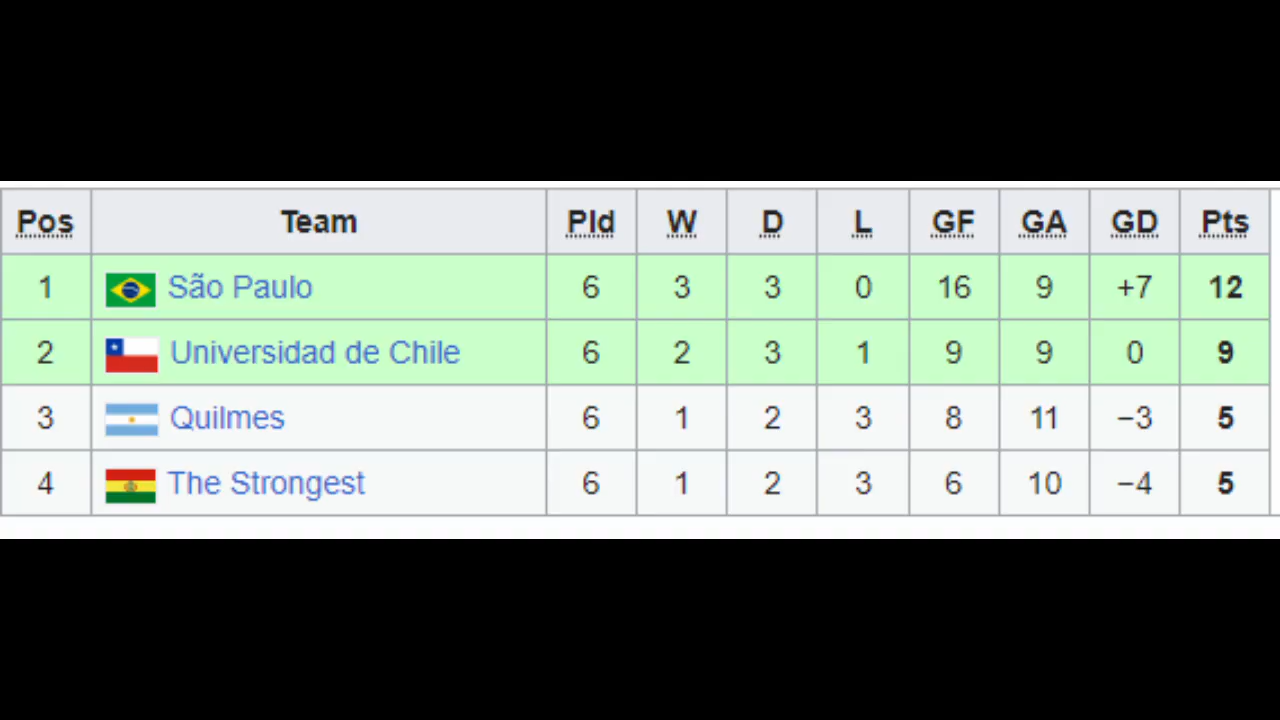 Pos Team Pld W D L GF GA GD Pts
1 São Paulo 6 3 3 0 16 9 +7 12
2 Universidad de Chile 6 2 3 1 9 9 0 9
3 Quilmes 6 1 2 3 8 11 −3 5
4 The Strongest 6 1 2 3 6 10 −4 5